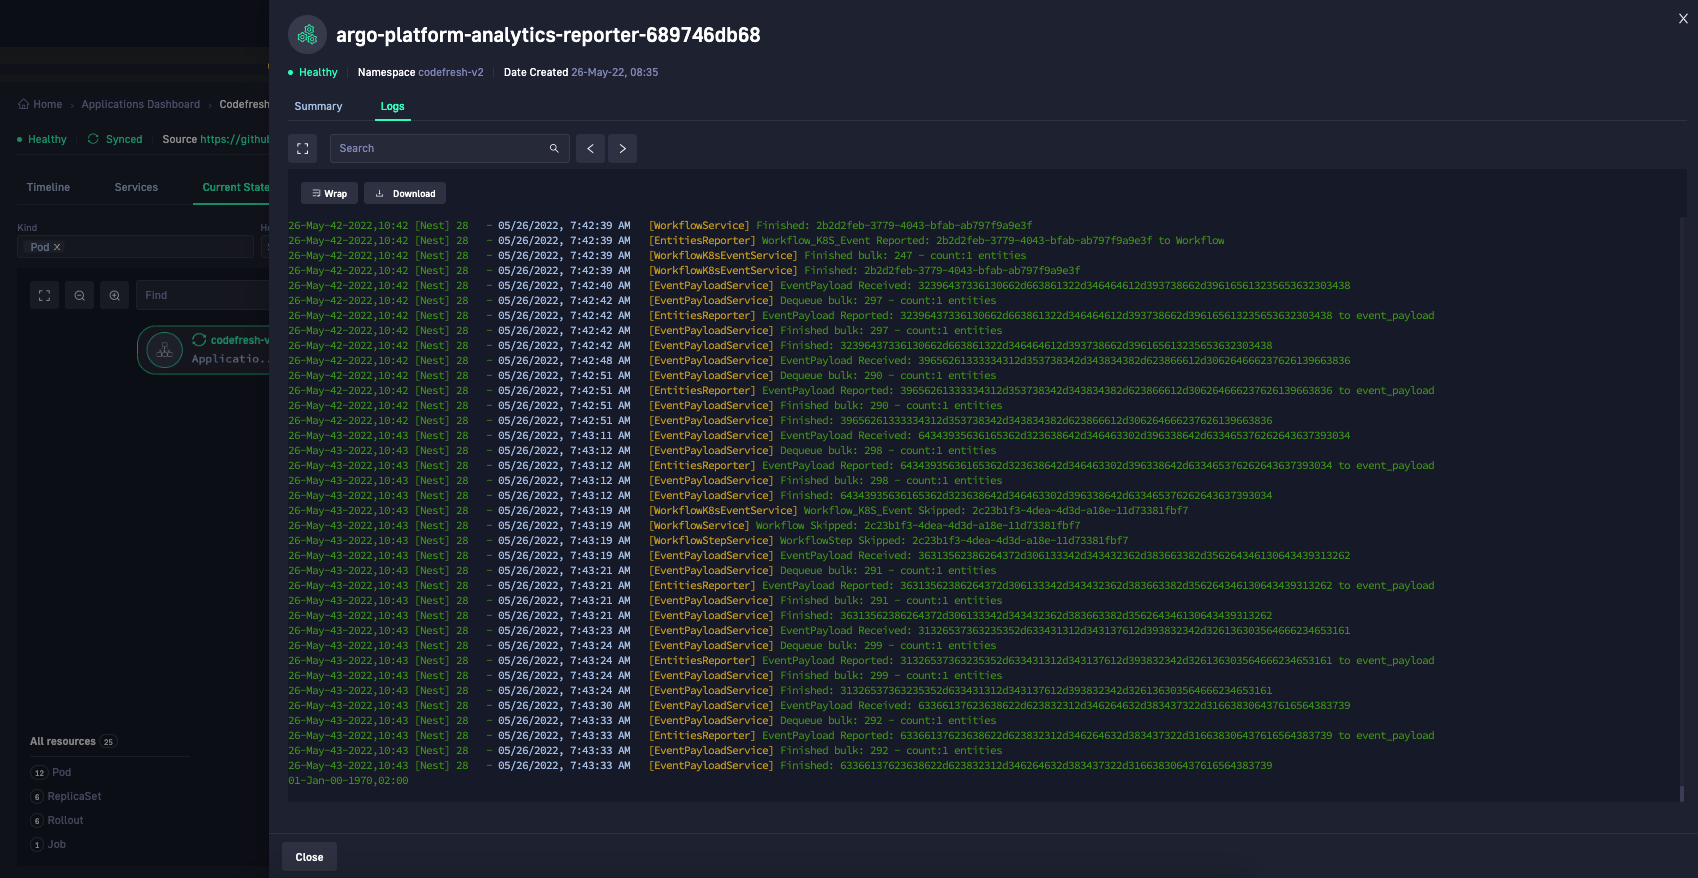 argo-platform-analytics-reporter-689746db68
Healthy Namespace codefresh-v2 Date Created 26-May-22, 08:35
Summary Logs
Search
Wrap Download
26-May-42-2022,10:42 [Nest] 28 - 05/26/2022, 7:42:39 AM [WorkflowService] Finished: 2b2d2feb-3779-4043-bfab-ab797f9a9e3f
26-May-42-2022,10:42 [Nest] 28 - 05/26/2022, 7:42:39 AM [EntitiesReporter] Workflow_K8S_Event Reported: 2b2d2feb-3779-4043-bfab-ab797f9a9e3f to Workflow
26-May-42-2022,10:42 [Nest] 28 - 05/26/2022, 7:42:39 AM [WorkflowK8sEventService] Finished bulk: 247 - count:1 entities
26-May-42-2022,10:42 [Nest] 28 - 05/26/2022, 7:42:39 AM [WorkflowK8sEventService] Finished: 2b2d2feb-3779-4043-bfab-ab797f9a9e3f
26-May-42-2022,10:42 [Nest] 28 - 05/26/2022, 7:42:40 AM [EventPayloadService] EventPayload Received: 32396437336130662d663861322d346464612d393738662d396165613235653632303438
26-May-42-2022,10:42 [Nest] 28 - 05/26/2022, 7:42:42 AM [EventPayloadService] Dequeue bulk: 297 - count:1 entities
26-May-42-2022,10:42 [Nest] 28 - 05/26/2022, 7:42:42 AM [EntitiesReporter] EventPayload Reported: 32396437336130662d663861322d346464612d393738662d396165613235653632303438 to event_payload
26-May-42-2022,10:42 [Nest] 28 - 05/26/2022, 7:42:42 AM [EventPayloadService] Finished bulk: 297 - count:1 entities
26-May-42-2022,10:42 [Nest] 28 - 05/26/2022, 7:42:42 AM [EventPayloadService] Finished: 32396437336130662d663861322d346464612d393738662d396165613235653632303438
26-May-42-2022,10:42 [Nest] 28 - 05/26/2022, 7:42:48 AM [EventPayloadService] EventPayload Received: 39656261333334312d353738342d343834382d623866612d306264666237626139663836
26-May-42-2022,10:42 [Nest] 28 - 05/26/2022, 7:42:51 AM [EventPayloadService] Dequeue bulk: 290 - count:1 entities
26-May-42-2022,10:42 [Nest] 28 - 05/26/2022, 7:42:51 AM [EntitiesReporter] EventPayload Reported: 39656261333334312d353738342d343834382d623866612d306264666237626139663836 to event_payload
26-May-42-2022,10:42 [Nest] 28 - 05/26/2022, 7:42:51 AM [EventPayloadService] Finished bulk: 290 - count:1 entities
26-May-42-2022,10:42 [Nest] 28 - 05/26/2022, 7:42:51 AM [EventPayloadService] Finished: 39656261333334312d353738342d343834382d623866612d306264666237626139663836
26-May-43-2022,10:43 [Nest] 28 - 05/26/2022, 7:43:11 AM [EventPayloadService] EventPayload Received: 64343935636165362d323638642d346463302d396338642d633465376262643637393034
26-May-43-2022,10:43 [Nest] 28 - 05/26/2022, 7:43:12 AM [EventPayloadService] Dequeue bulk: 298 - count:1 entities
26-May-43-2022,10:43 [Nest] 28 - 05/26/2022, 7:43:12 AM [EntitiesReporter] EventPayload Reported: 64343935636165362d323638642d346463302d396338642d633465376262643637393034 to event_payload
26-May-43-2022,10:43 [Nest] 28 - 05/26/2022, 7:43:12 AM [EventPayloadService] Finished bulk: 298 - count:1 entities
26-May-43-2022,10:43 [Nest] 28 - 05/26/2022, 7:43:12 AM [EventPayloadService] Finished: 64343935636165362d323638642d346463302d396338642d633465376262643637393034
26-May-43-2022,10:43 [Nest] 28 - 05/26/2022, 7:43:19 AM [WorkflowK8sEventService] Workflow_K8S_Event Skipped: 2c23b1f3-4dea-4d3d-a18e-11d73381fbf7
26-May-43-2022,10:43 [Nest] 28 - 05/26/2022, 7:43:19 AM [WorkflowService] Workflow Skipped: 2c23b1f3-4dea-4d3d-a18e-11d73381fbf7
26-May-43-2022,10:43 [Nest] 28 - 05/26/2022, 7:43:19 AM [WorkflowStepService] WorkflowStep Skipped: 2c23b1f3-4dea-4d3d-a18e-11d73381fbf7
26-May-43-2022,10:43 [Nest] 28 - 05/26/2022, 7:43:19 AM [EventPayloadService] EventPayload Received: 36313562386264372d306133342d343432362d383663382d356264346130643439313262
26-May-43-2022,10:43 [Nest] 28 - 05/26/2022, 7:43:21 AM [EventPayloadService] Dequeue bulk: 291 - count:1 entities
26-May-43-2022,10:43 [Nest] 28 - 05/26/2022, 7:43:21 AM [EntitiesReporter] EventPayload Reported: 36313562386264372d306133342d343432362d383663382d356264346130643439313262 to event_payload
26-May-43-2022,10:43 [Nest] 28 - 05/26/2022, 7:43:21 AM [EventPayloadService] Finished bulk: 291 - count:1 entities
26-May-43-2022,10:43 [Nest] 28 - 05/26/2022, 7:43:21 AM [EventPayloadService] Finished: 36313562386264372d306133342d343432362d383663382d356264346130643439313262
26-May-43-2022,10:43 [Nest] 28 - 05/26/2022, 7:43:23 AM [EventPayloadService] EventPayload Received: 31326537363235352d633431312d343137612d393832342d326136303564666234653161
26-May-43-2022,10:43 [Nest] 28 - 05/26/2022, 7:43:24 AM [EventPayloadService] Dequeue bulk: 299 - count:1 entities
26-May-43-2022,10:43 [Nest] 28 - 05/26/2022, 7:43:24 AM [EntitiesReporter] EventPayload Reported: 31326537363235352d633431312d343137612d393832342d326136303564666234653161 to event_payload
26-May-43-2022,10:43 [Nest] 28 - 05/26/2022, 7:43:24 AM [EventPayloadService] Finished bulk: 299 - count:1 entities
26-May-43-2022,10:43 [Nest] 28 - 05/26/2022, 7:43:24 AM [EventPayloadService] Finished: 31326537363235352d633431312d343137612d393832342d326136303564666234653161
26-May-43-2022,10:43 [Nest] 28 - 05/26/2022, 7:43:30 AM [EventPayloadService] EventPayload Received: 63366137623638622d623832312d346264632d383437322d316638306437616564383739
26-May-43-2022,10:43 [Nest] 28 - 05/26/2022, 7:43:33 AM [EventPayloadService] Dequeue bulk: 292 - count:1 entities
26-May-43-2022,10:43 [Nest] 28 - 05/26/2022, 7:43:33 AM [EntitiesReporter] EventPayload Reported: 63366137623638622d623832312d346264632d383437322d316638306437616564383739 to event_payload
26-May-43-2022,10:43 [Nest] 28 - 05/26/2022, 7:43:33 AM [EventPayloadService] Finished bulk: 292 - count:1 entities
26-May-43-2022,10:43 [Nest] 28 - 05/26/2022, 7:43:33 AM [EventPayloadService] Finished: 63366137623638622d623832312d346264632d383437322d316638306437616564383739
01-Jan-00-1970,02:00
Close
Home › Applications Dashboard › Codefresh
Healthy Synced Source https://githu
Timeline Services Current State
Kind
Pod
Find
codefresh-v
Applicatio..
All resources 25
12 Pod
6 ReplicaSet
6 Rollout
1 Job